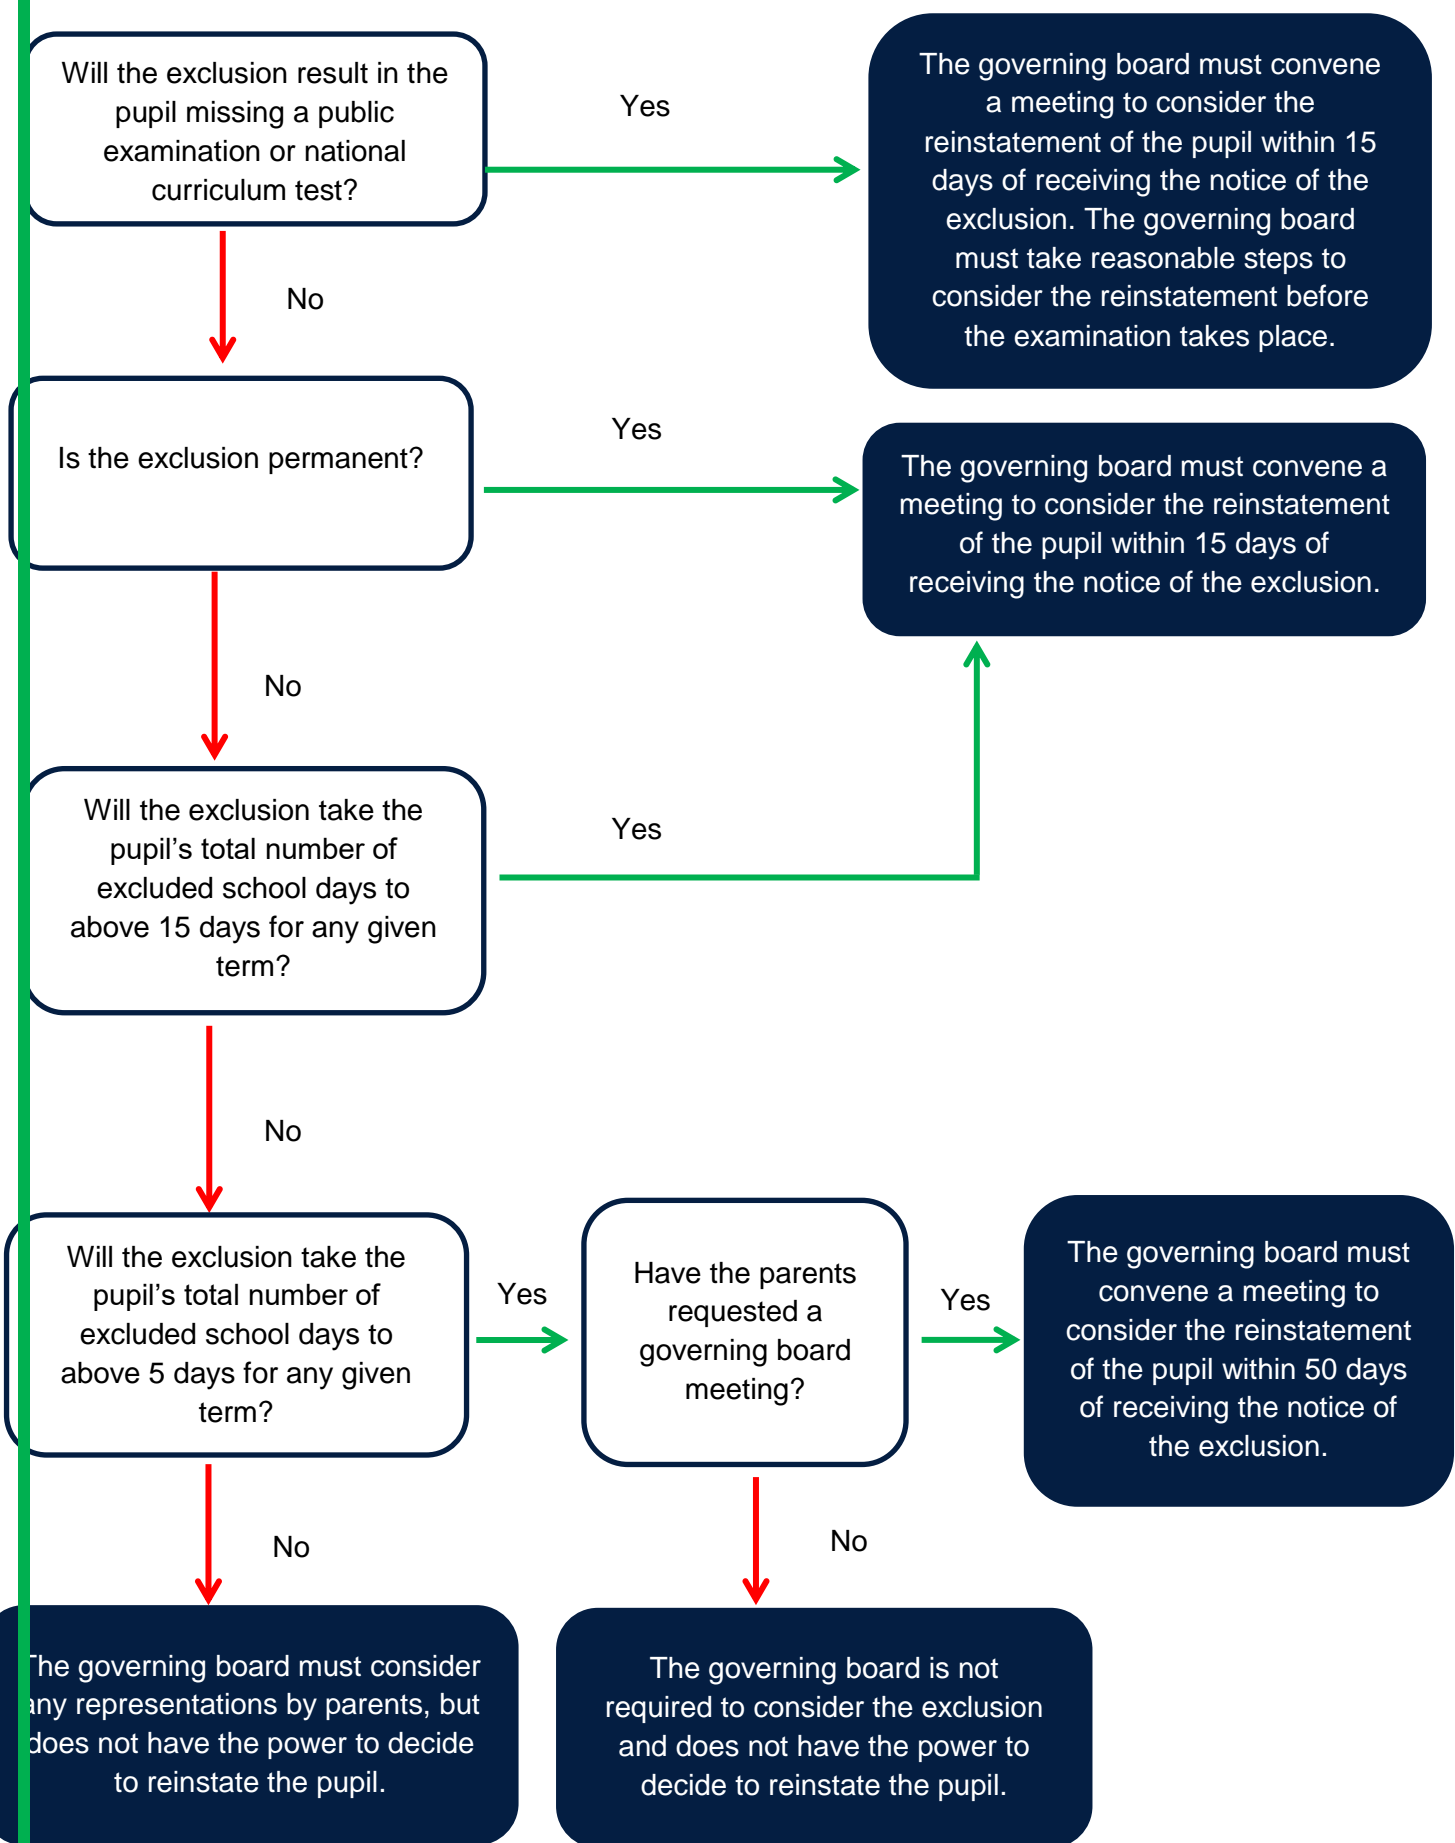 Will the exclusion result in the
pupil missing a public
examination or national
curriculum test?
Yes
The governing board must convene
a meeting to consider the
reinstatement of the pupil within 15
days of receiving the notice of the
exclusion. The governing board
must take reasonable steps to
consider the reinstatement before
the examination takes place.
No
Is the exclusion permanent?
Yes
The governing board must convene a
meeting to consider the reinstatement
of the pupil within 15 days of
receiving the notice of the exclusion.
No
Will the exclusion take the
pupil’s total number of
excluded school days to
above 15 days for any given
term?
Yes
No
Will the exclusion take the
pupil’s total number of
excluded school days to
above 5 days for any given
term?
Yes
Have the parents
requested a
governing board
meeting?
Yes
The governing board must
convene a meeting to
consider the reinstatement
of the pupil within 50 days
of receiving the notice of
the exclusion.
No
No
The governing board must consider
any representations by parents, but
does not have the power to decide
to reinstate the pupil.
The governing board is not
required to consider the exclusion
and does not have the power to
decide to reinstate the pupil.